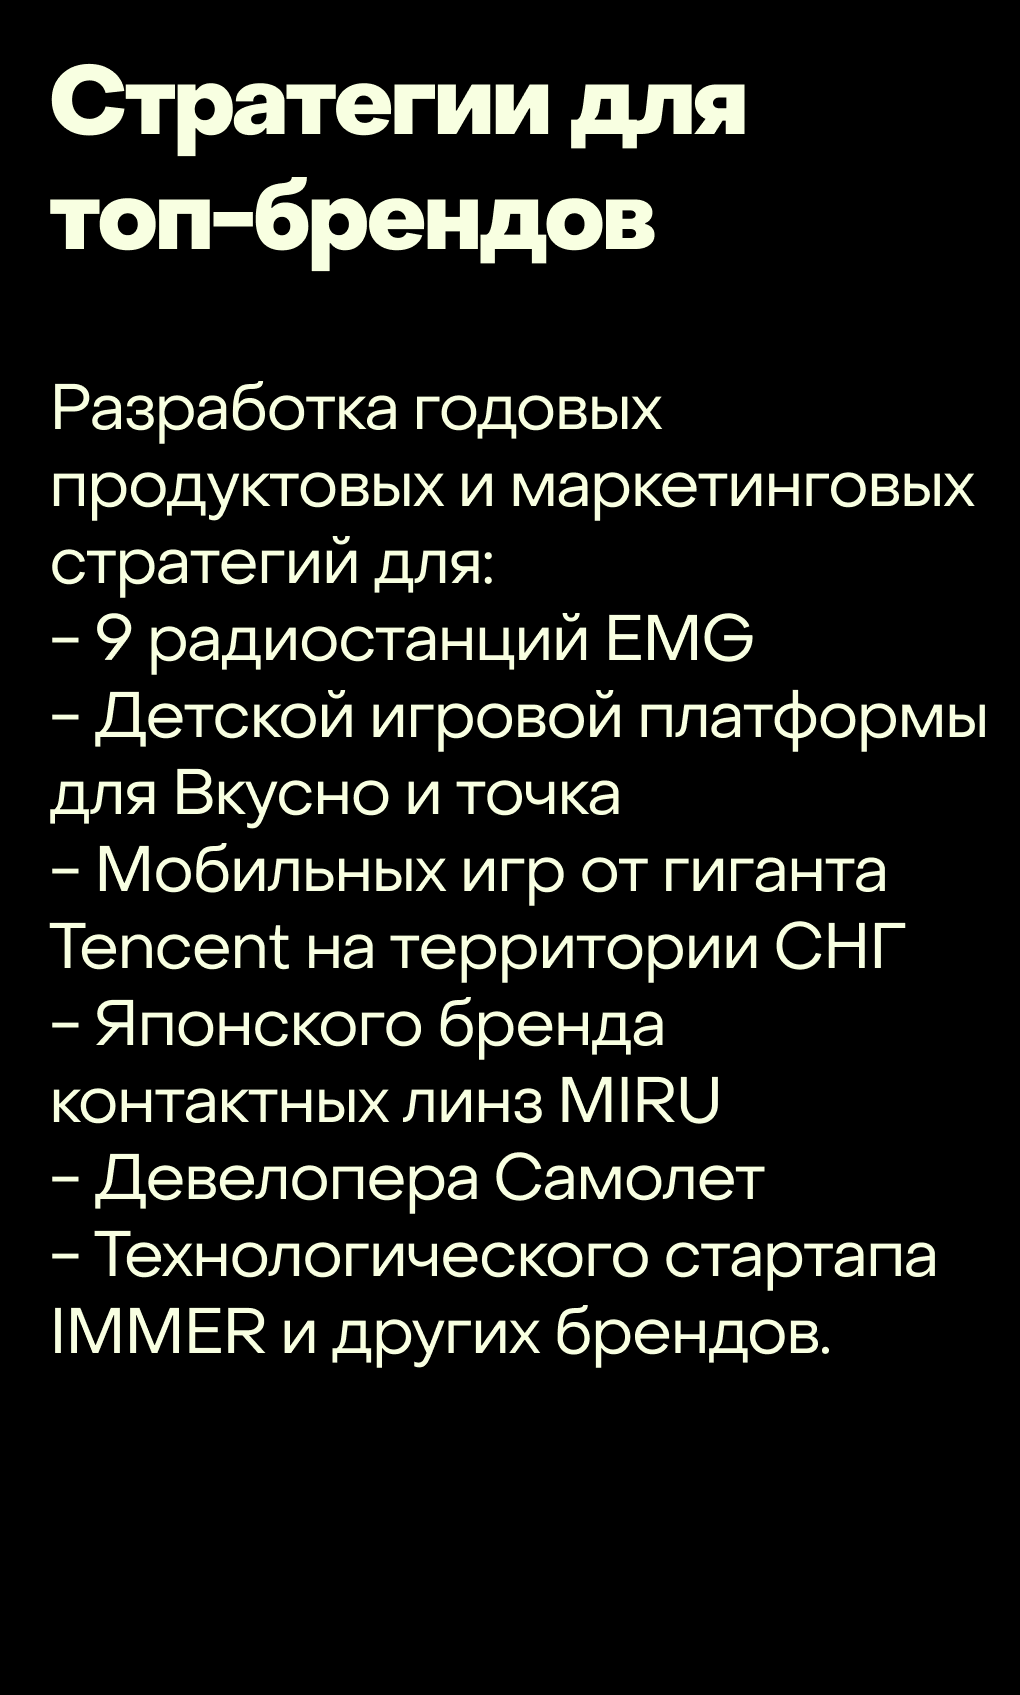 Стратегии для
топ-брендов
Разработка годовых
продуктовых и маркетинговых
стратегий для:
– 9 радиостанций EMG
– Детской игровой платформы
для Вкусно и точка
– Мобильных игр от гиганта
Tencent на территории СНГ
– Японского бренда
контактных линз MIRU
– Девелопера Самолет
– Технологического стартапа
IMMER и других брендов.